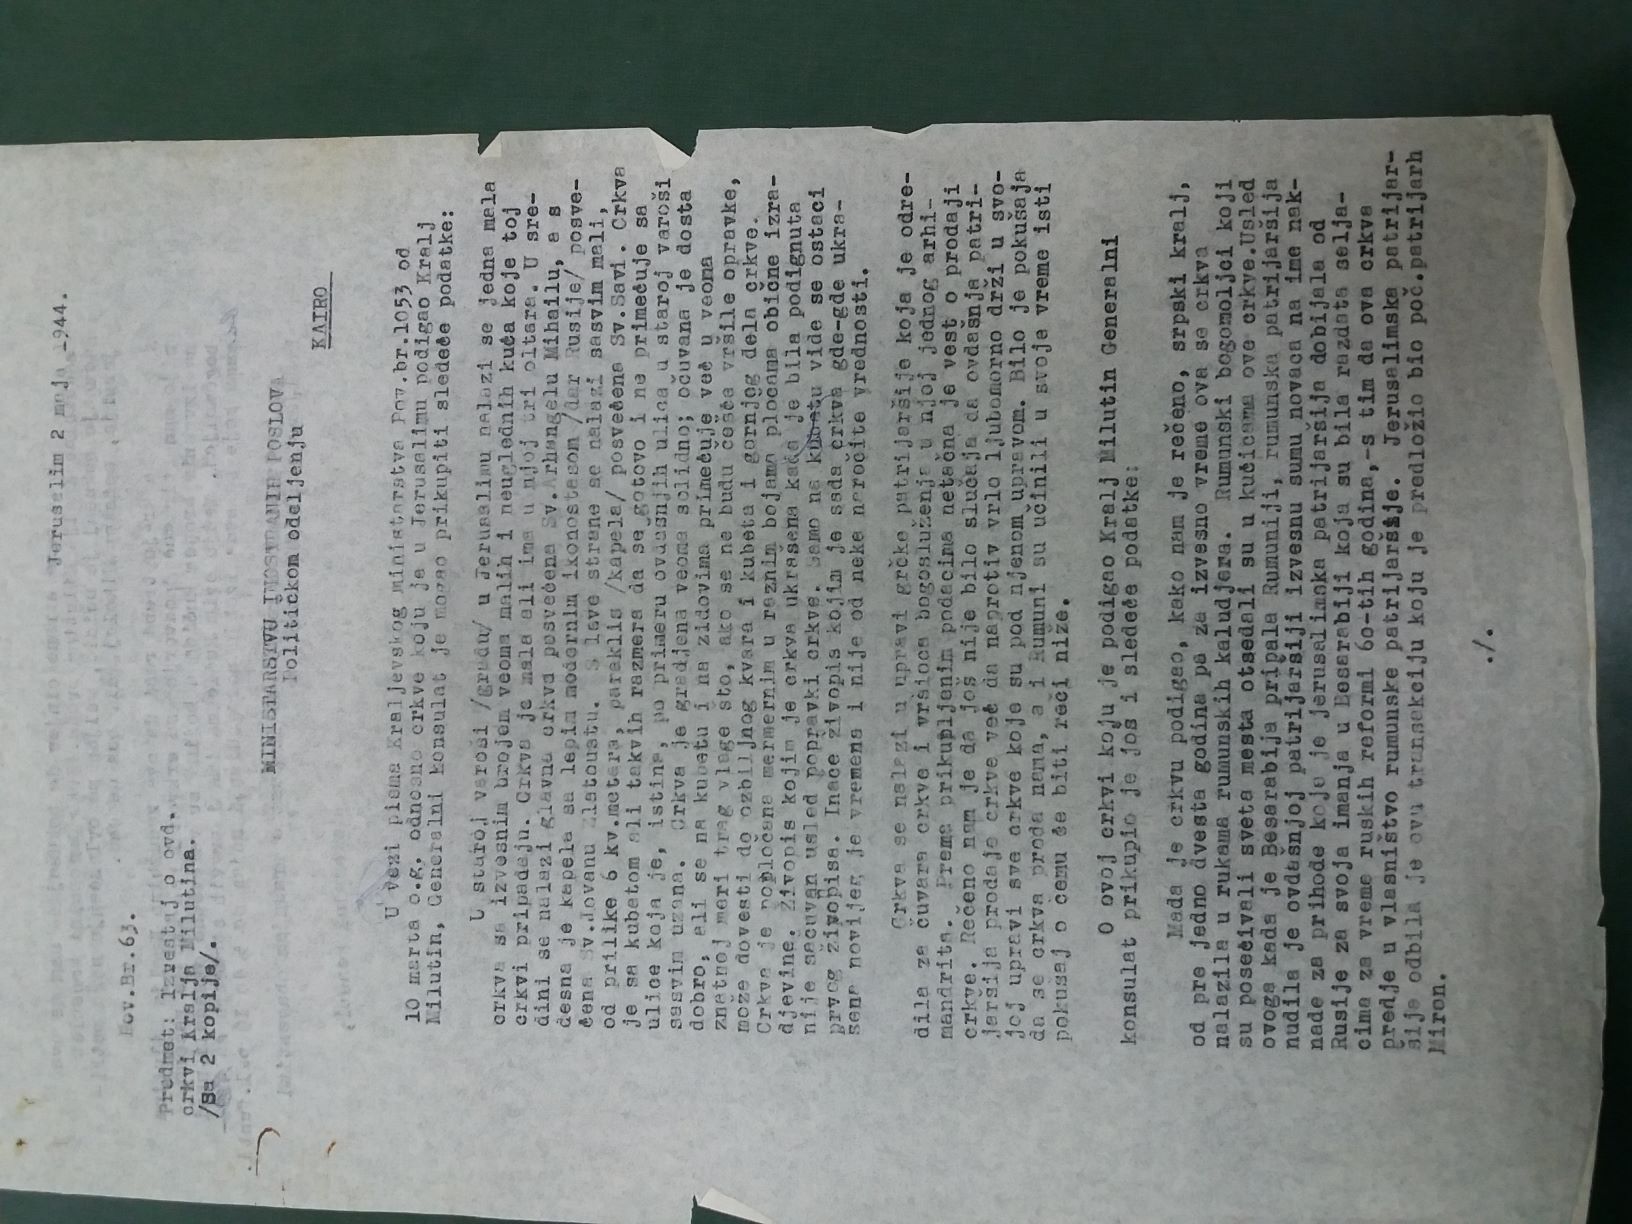 Jeruselim 2 maja -944.
Pov.Br.63.
Predmet: Izvestaj o ovd.
crkvi Kralja Milutina.
/Sa 2 kopije/.
MINISTARSTVU INOSTRANIH POSLOVA
Političkom odeljenju
KAIRO
U vezi pisma Kraljevskog ministarstva Pov.br.1053 od
10 marta o.g. odnosno crkve koju je u Jerusalimu podigao Kralj
Milutin, Generalni konsulat je mogao prikupiti sledeće podatke:
U staroj varoši /gradu/ u Jerusalimu nalazi se jedna mala
crkva sa izvesnim brojem veoma malih i neuglednih kuća koje toj
crkvi pripadaju. Crkva je mala ali ima u njoj tri oltara. U sre-
dini se nalazi glavna crkva posvećena Sv.Arhangelu Mihailu, a s
desna je kapela sa lepim modernim ikonostasom /dar Rusije/ posve-
ćena Sv.Jovanu Zlatoustu. S leve strane se nalazi sasvim mali,
od prilike 6 kv.metara, paraklis /kapela/ posvećena Sv.Savi. Crkva
je sa kubetom ali takvih razmera da se gotovo i ne primećuje sa
ulice koja je, istina, po primeru ovdašnjih ulica u staroj varoši
sasvim uzana. Crkva je gradjena veoma solidno; očuvana je dosta
dobro, ali se na kubetu i na zidovima primećuje već u veoma
znatnoj meri trag vlage sto, ako se ne budu češće vršile opravke,
može dovesti do ozbiljnog kvara i kubeta i gornjeg dela crkve.
Crkva je popločana mermernim u raznim bojama pločama obične izra-
djevine. Živopis kojim je crkva ukrašena kada je bila podignuta
nije sačuvan usled popravki crkve. Samo na kubetu vide se ostaci
prvog živopisa. Inace živopis kojim je sada crkva gde-gde ukra-
šena novijeg je vremena i nije od neke naročite vrednosti.
Crkva se nalazi u upravi grčke patrijaršije koja je odre-
dila za čuvara crkve i vršioca bogosluženja u njoj jednog arhi-
mandrita. Prema prikupljenim podacima netačna je vest o prodaji
crkve. Rečeno nam je da još nije bilo slučaja da ovdašnja patri-
jaršija prodaje crkve već da naprotiv vrlo ljubomorno drži u svo-
joj upravi sve crkve koje su pod njenom upravom. Bilo je pokušaja
da se crkva proda nama, a i Rumuni su učinili u svoje vreme isti
pokušaj o cemu će biti reči niže.
O ovoj crkvi koju je podigao Kralj Milutin Generalni
konsulat prikupio je još i sledeće podatke:
Mada je crkvu podigao, kako nam je rečeno, srpski kralj,
od pre jedno dvesta godina pa za izvesno vreme ova se crkva
nalazila u rukama rumunskih kaludjera. Rumunski bogomoljci koji
su posećivali sveta mesta otsedali su u kućicama ove crkve.Usled
ovoga kada je Besarabija pripala Rumuniji, rumunska patrijaršija
nudila je ovdašnjoj patrijaršiji izvesnu sumu novaca na ime nak-
nade za prihode koje je jerusalimska patrijaršija dobijala od
Rusije za svoja imanja u Besarabiji koja su bila razdata selja-
cima za vreme ruskih reformi 60-tih godina,-s tim da ova crkva
predje u vlasništvo rumunske patrijaršije. Jerusalimska patrijar-
šija odbila je ovu transakciju koju je predložio bio poč.patrijarh
Miron.
./.